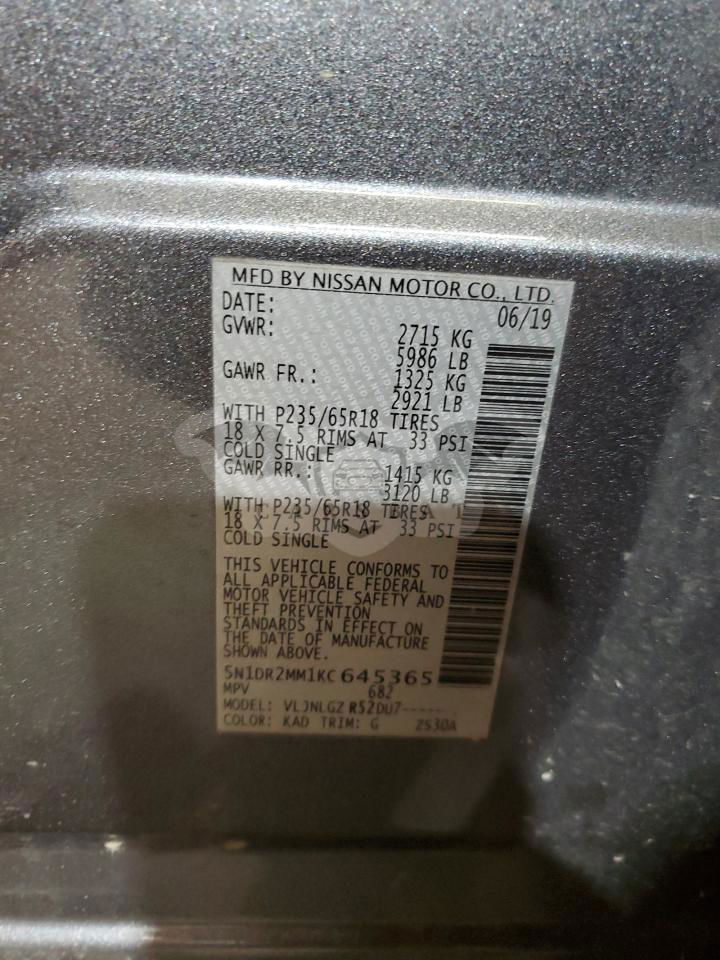 MFD BY NISSAN MOTOR CO., LTD.
DATE: 06/19
GVWR: 2715 KG
5986 LB
GAWR FR.: 1325 KG
2921 LB
WITH P235/65R18 TIRES
18 X 7.5 RIMS AT 33 PSI
COLD SINGLE
GAWR RR.: 1415 KG
3120 LB
WITH P235/65R18 TIRES
18 X 7.5 RIMS AT 33 PSI
COLD SINGLE
THIS VEHICLE CONFORMS TO
ALL APPLICABLE FEDERAL
MOTOR VEHICLE SAFETY AND
THEFT PREVENTION
STANDARDS IN EFFECT ON
THE DATE OF MANUFACTURE
SHOWN ABOVE.
5N1DR2MM1KC645365
MPV 682
MODEL: VLJNLGZ R52DU7-----
COLOR: KAD TRIM: G 2S30A